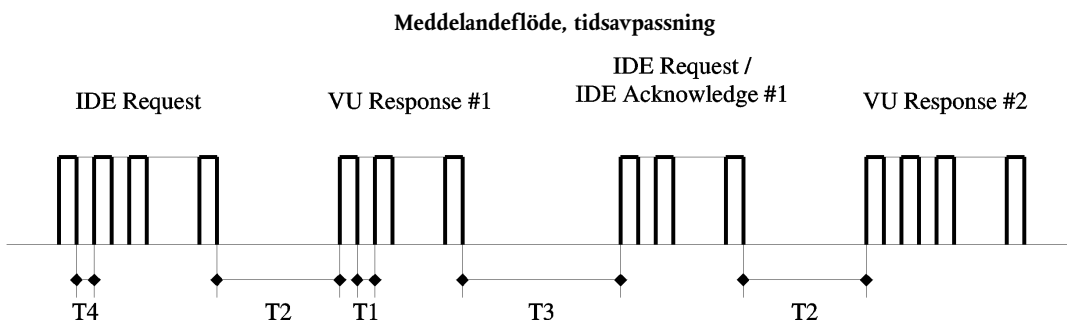 Meddelandeflöde, tidsavpassning
IDE Request
VU Response #1
IDE Request /
IDE Acknowledge #1
VU Response #2
T4
T2
T1
T3
T2